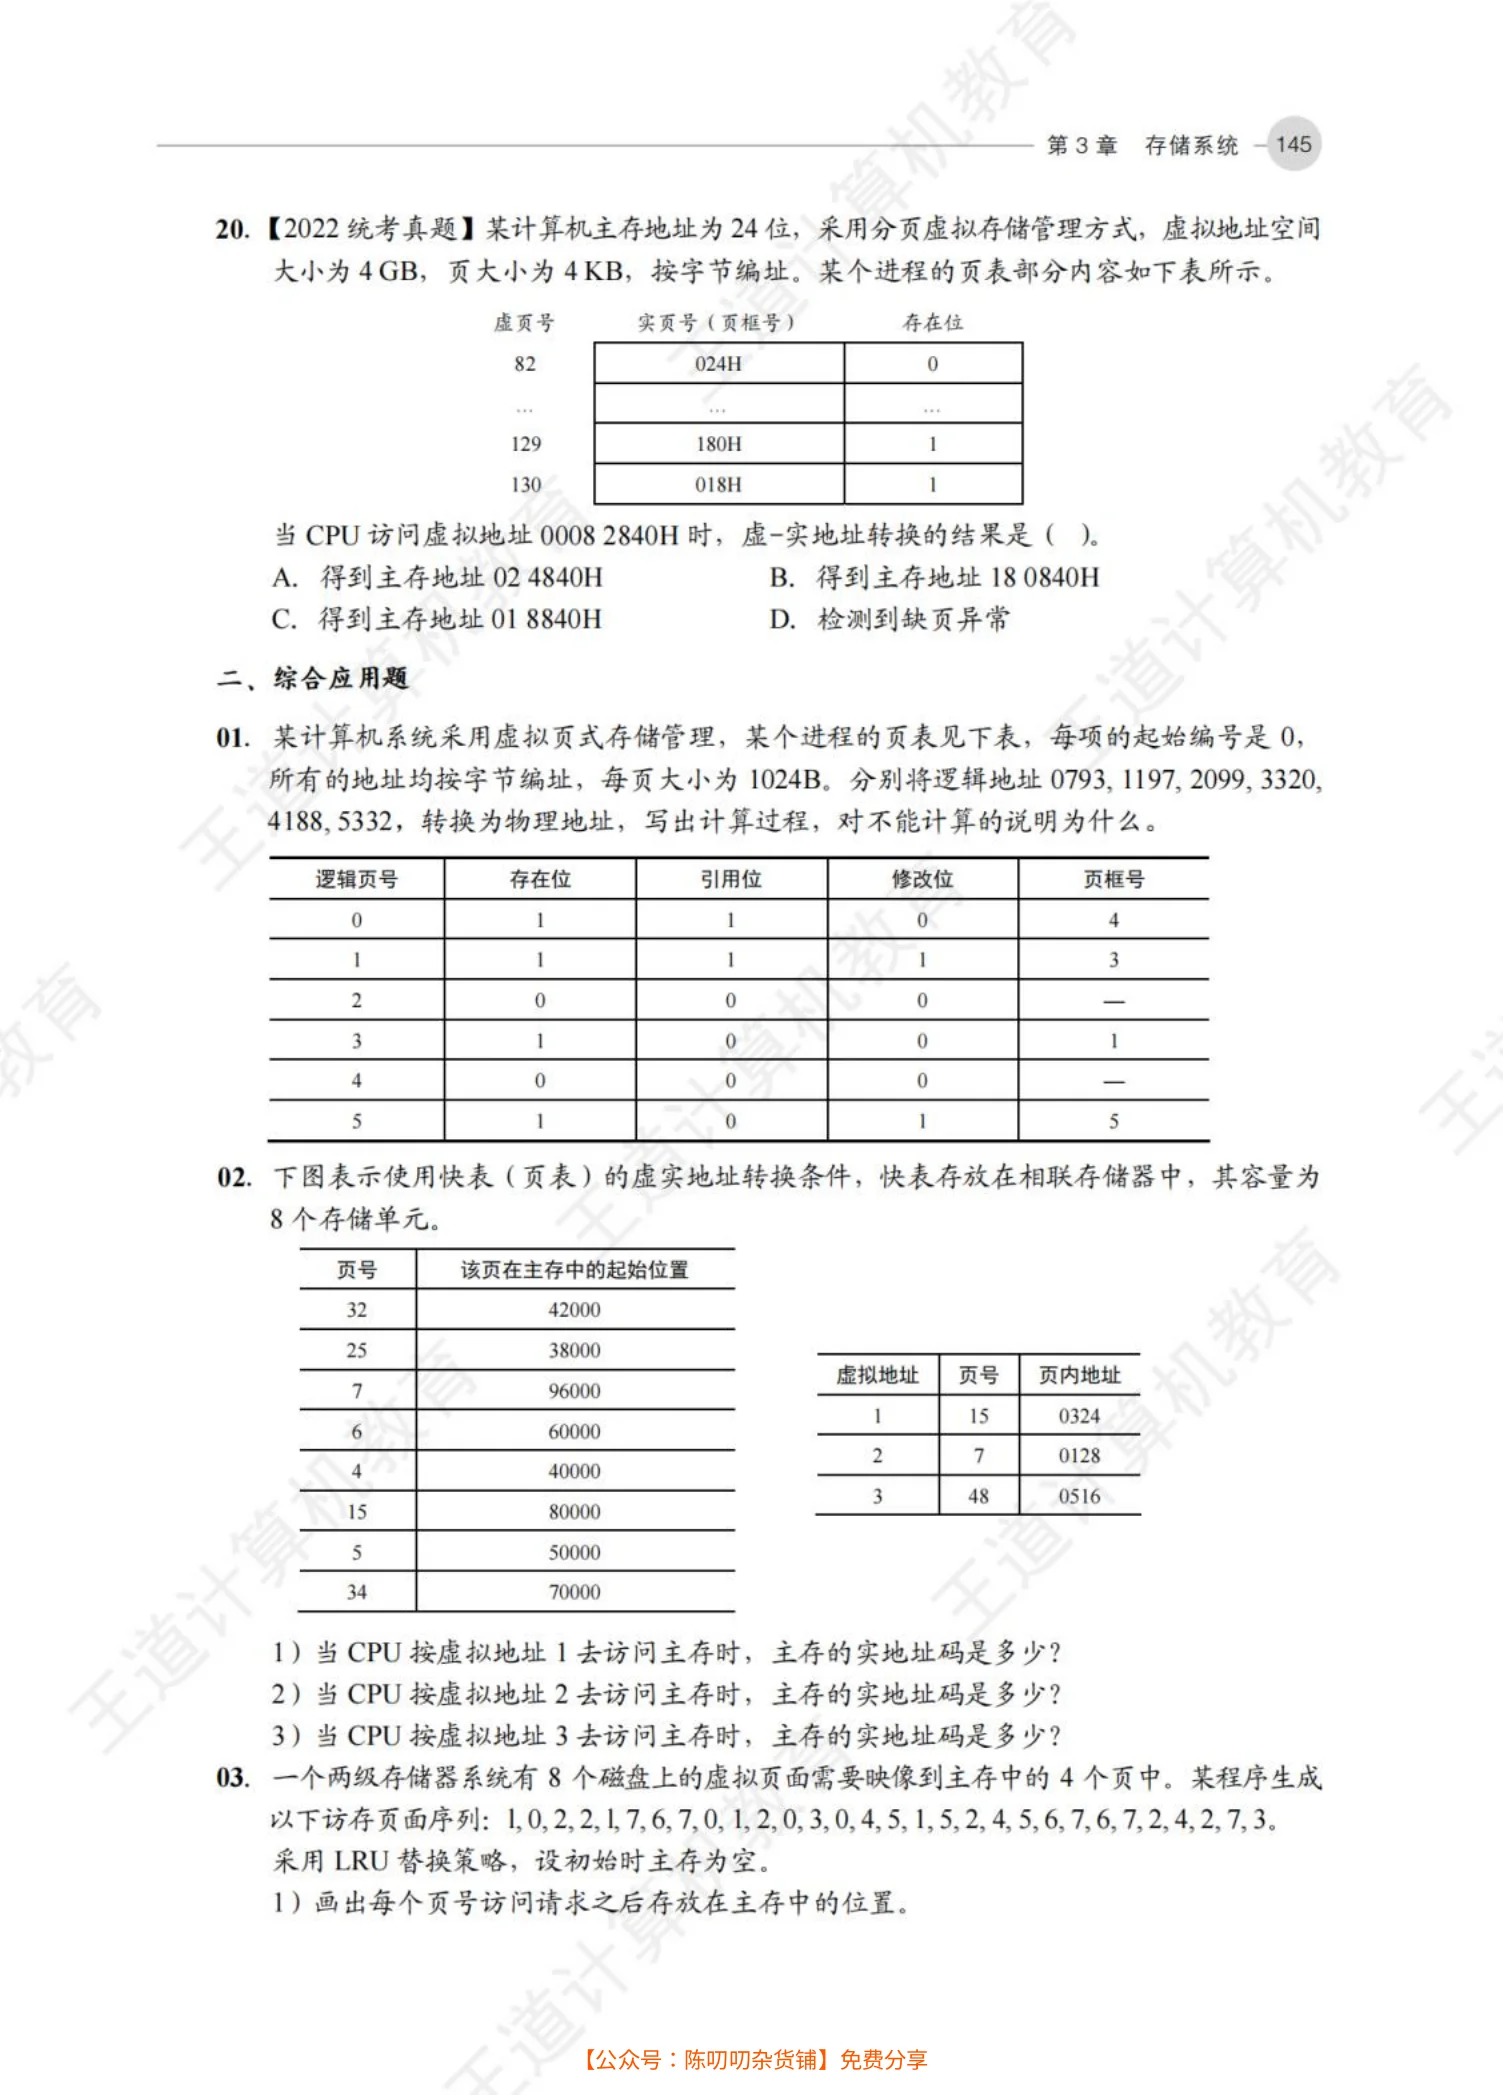 第 3 章 存储系统 145
20.【2022 统考真题】某计算机主存地址为 24 位，采用分页虚拟存储管理方式，虚拟地址空间
大小为 4 GB，页大小为 4 KB，按字节编址。某个进程的页表部分内容如下表所示。
虚页号 实页号（页框号） 存在位
82 024H 0
… … …
129 180H 1
130 018H 1
当 CPU 访问虚拟地址 0008 2840H 时，虚-实地址转换的结果是（ ）。
A. 得到主存地址 02 4840H B. 得到主存地址 18 0840H
C. 得到主存地址 01 8840H D. 检测到缺页异常
二、综合应用题
01. 某计算机系统采用虚拟页式存储管理，某个进程的页表见下表，每项的起始编号是 0，
所有的地址均按字节编址，每页大小为 1024B。分别将逻辑地址 0793, 1197, 2099, 3320,
4188, 5332，转换为物理地址，写出计算过程，对不能计算的说明为什么。
逻辑页号 存在位 引用位 修改位 页框号
0 1 1 0 4
1 1 1 1 3
2 0 0 0 —
3 1 0 0 1
4 0 0 0 —
5 1 0 1 5
02. 下图表示使用快表（页表）的虚实地址转换条件，快表存放在相联存储器中，其容量为
8 个存储单元。
页号 该页在主存中的起始位置
32 42000
25 38000
7 96000
6 60000
4 40000
15 80000
5 50000
34 70000
虚拟地址 页号 页内地址
1 15 0324
2 7 0128
3 48 0516
1）当 CPU 按虚拟地址 1 去访问主存时，主存的实地址码是多少？
2）当 CPU 按虚拟地址 2 去访问主存时，主存的实地址码是多少？
3）当 CPU 按虚拟地址 3 去访问主存时，主存的实地址码是多少？
03. 一个两级存储器系统有 8 个磁盘上的虚拟页面需要映像到主存中的 4 个页中。某程序生成
以下访存页面序列：1, 0, 2, 2, 1, 7, 6, 7, 0, 1, 2, 0, 3, 0, 4, 5, 1, 5, 2, 4, 5, 6, 7, 6, 7, 2, 4, 2, 7, 3。
采用 LRU 替换策略，设初始时主存为空。
1）画出每个页号访问请求之后存放在主存中的位置。
【公众号：陈叨叨杂货铺】免费分享
王道计算机教育